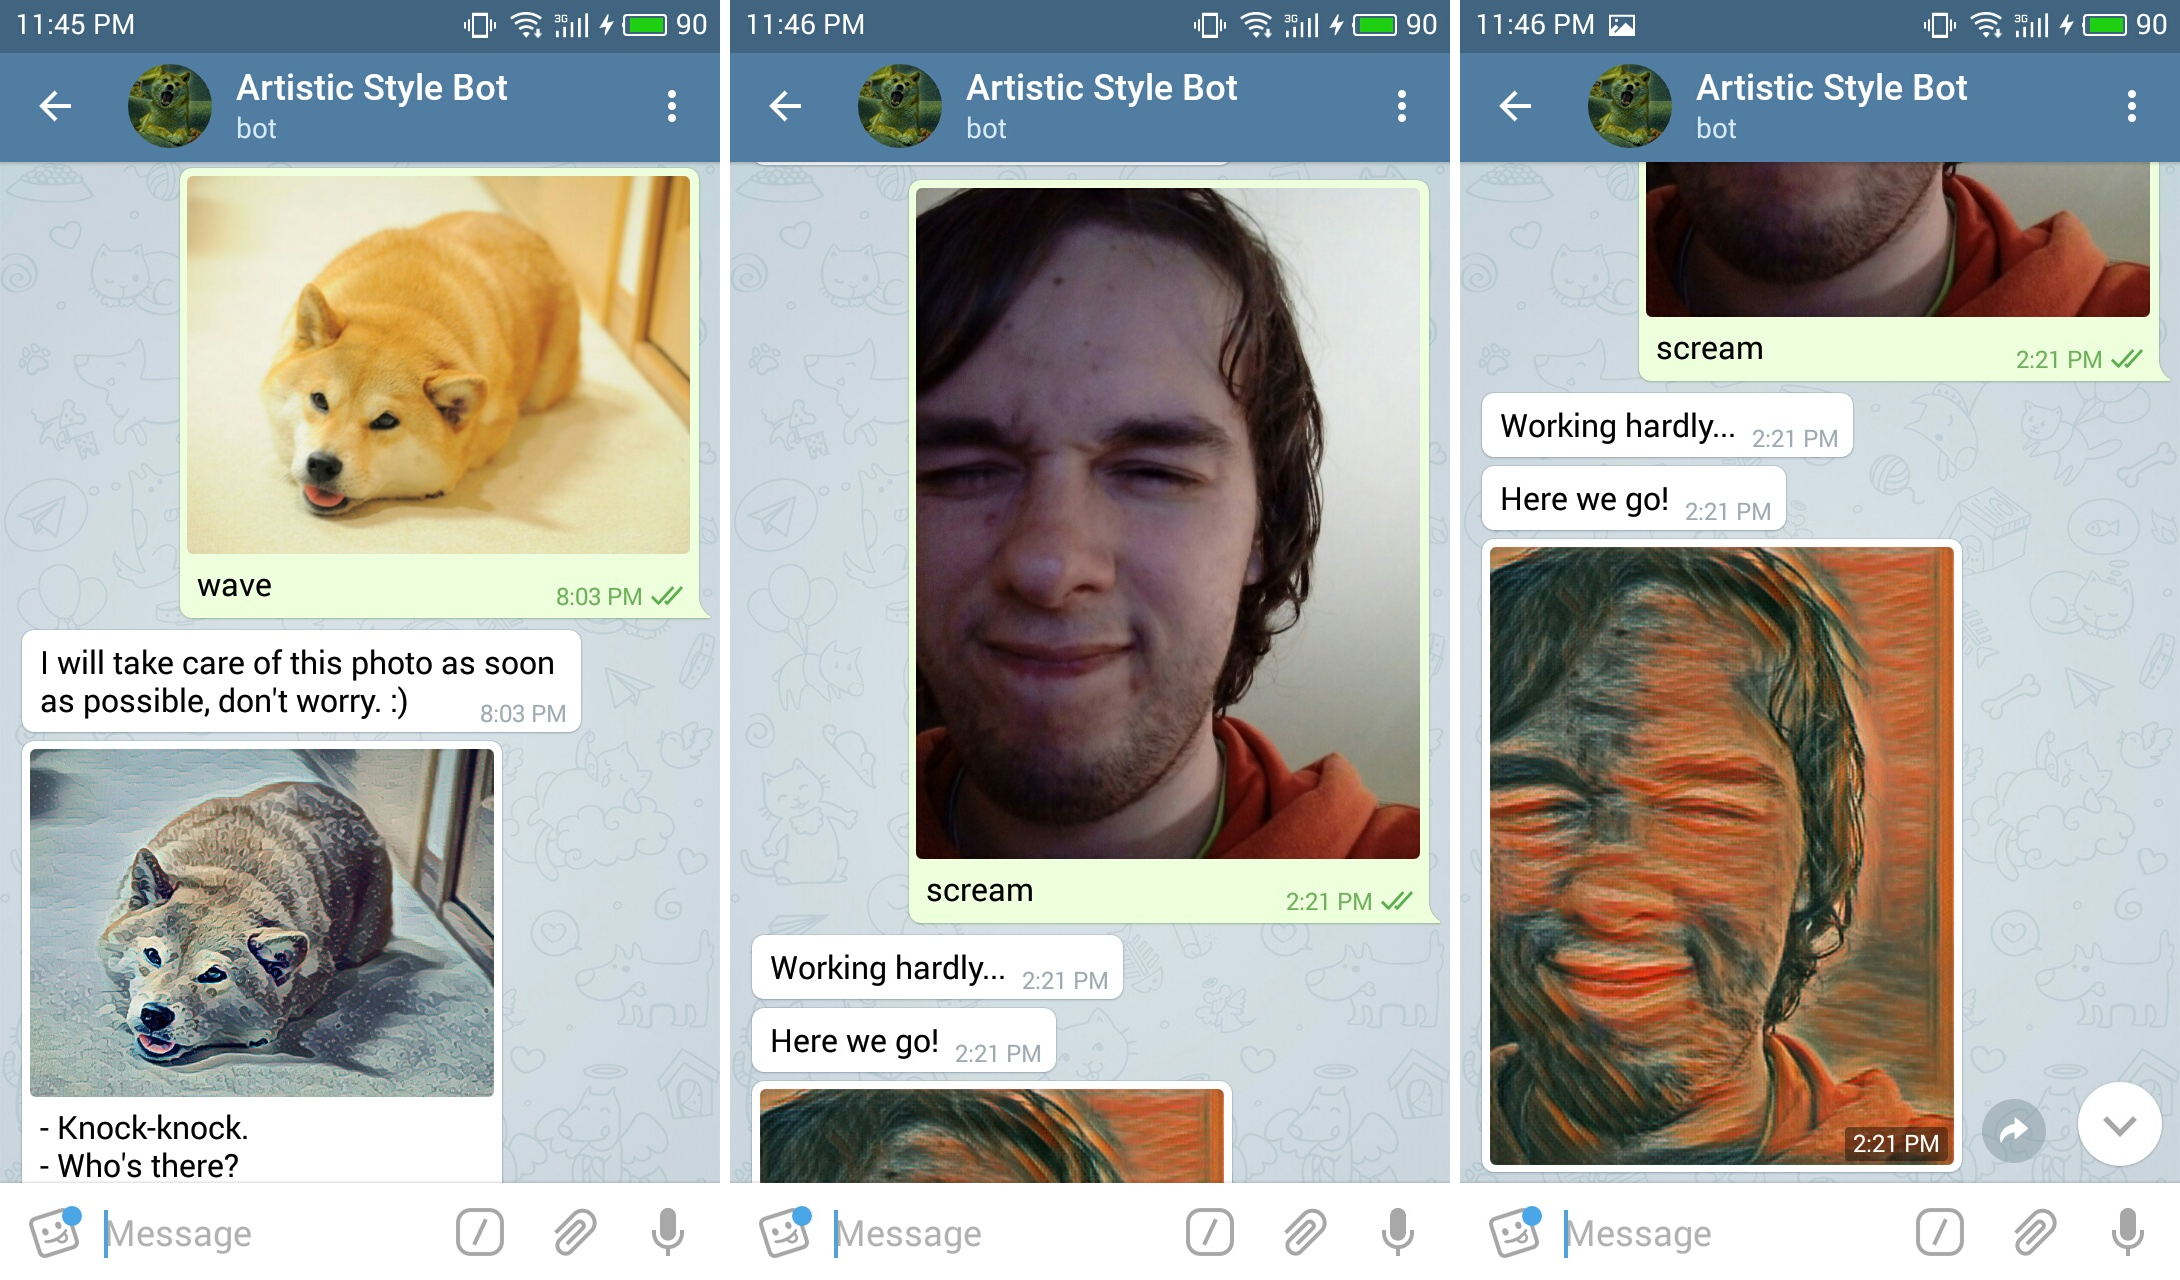 11:45 PM
3G
90
Artistic Style Bot
bot
wave
8:03 PM
I will take care of this photo as soon
as possible, don't worry. :)
8:03 PM
- Knock-knock.
- Who's there?
Message
11:46 PM
3G
90
Artistic Style Bot
bot
scream
2:21 PM
Working hardly...
2:21 PM
Here we go!
2:21 PM
Message
11:46 PM
3G
90
Artistic Style Bot
bot
scream
2:21 PM
Working hardly...
2:21 PM
Here we go!
2:21 PM
2:21 PM
Message